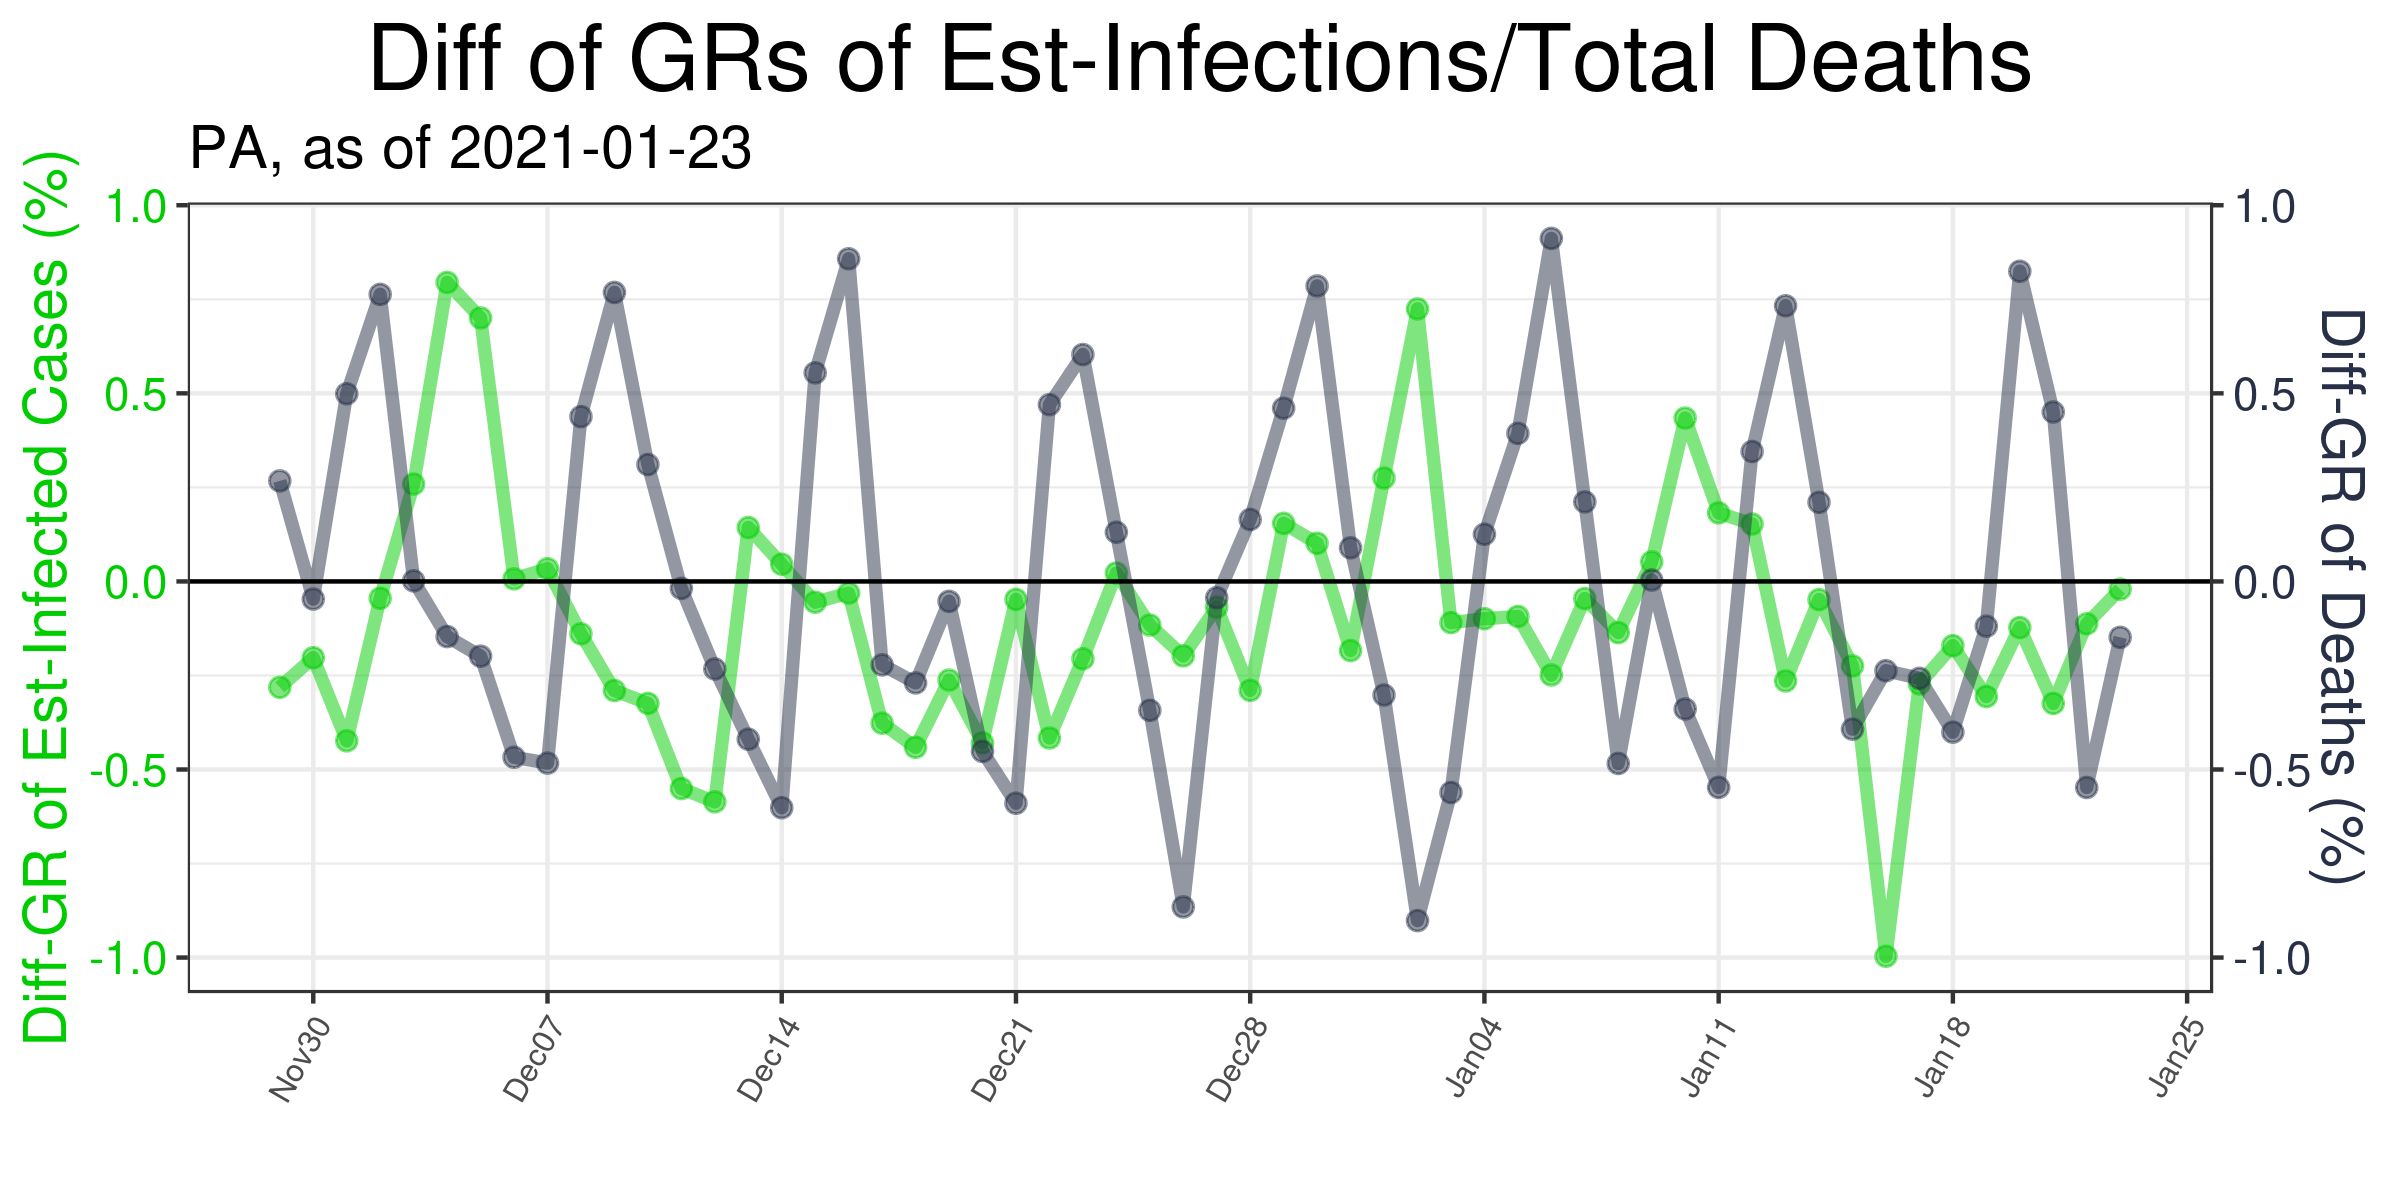 Diff of GRs of Est-Infections/Total Deaths
PA, as of 2021-01-23
Diff-GR of Est-Infected Cases (%)
1.0
0.5
0.0
-0.5
-1.0
1.0
0.5
0.0
-0.5
-1.0
Diff-GR of Deaths (%)
Nov30
Dec07
Dec14
Dec21
Dec28
Jan04
Jan11
Jan18
Jan25